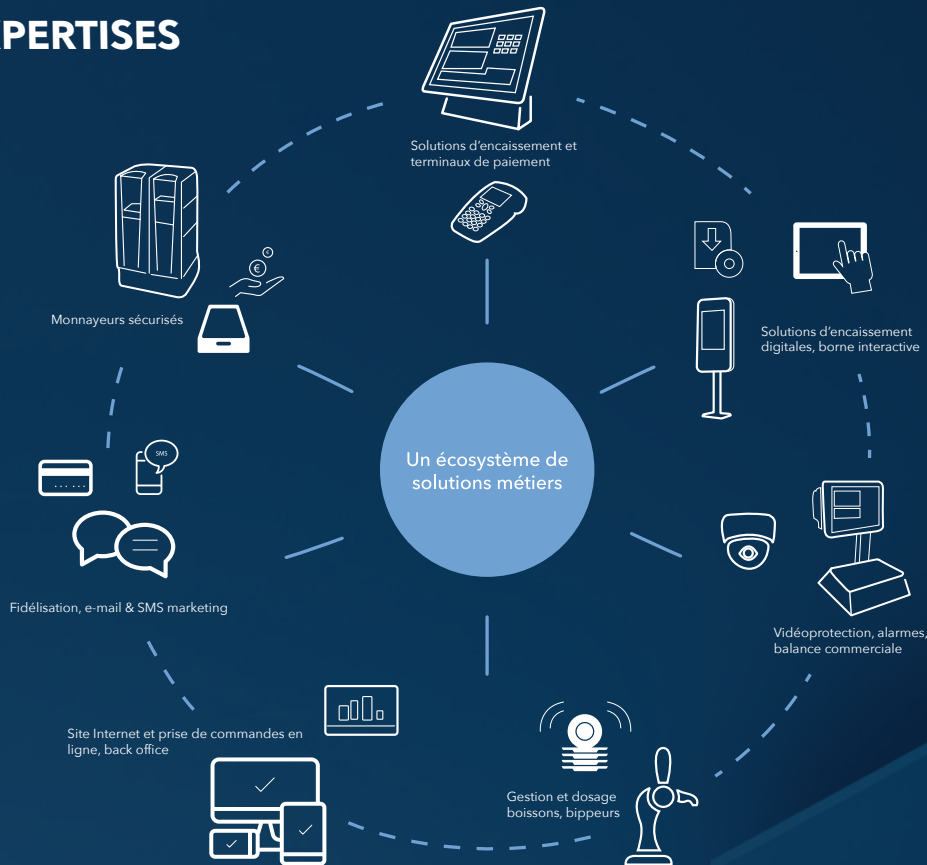 XPERTISES
Solutions d'encaissement et
terminaux de paiement
Monnayeurs sécurisés
€
€
Solutions d'encaissement
digitales, borne interactive
SMS
Un écosystème de
solutions métiers
Fidélisation, e-mail & SMS marketing
Vidéoprotection, alarmes,
balance commerciale
Site Internet et prise de commandes en
ligne, back office
Gestion et dosage
boissons, bippeurs